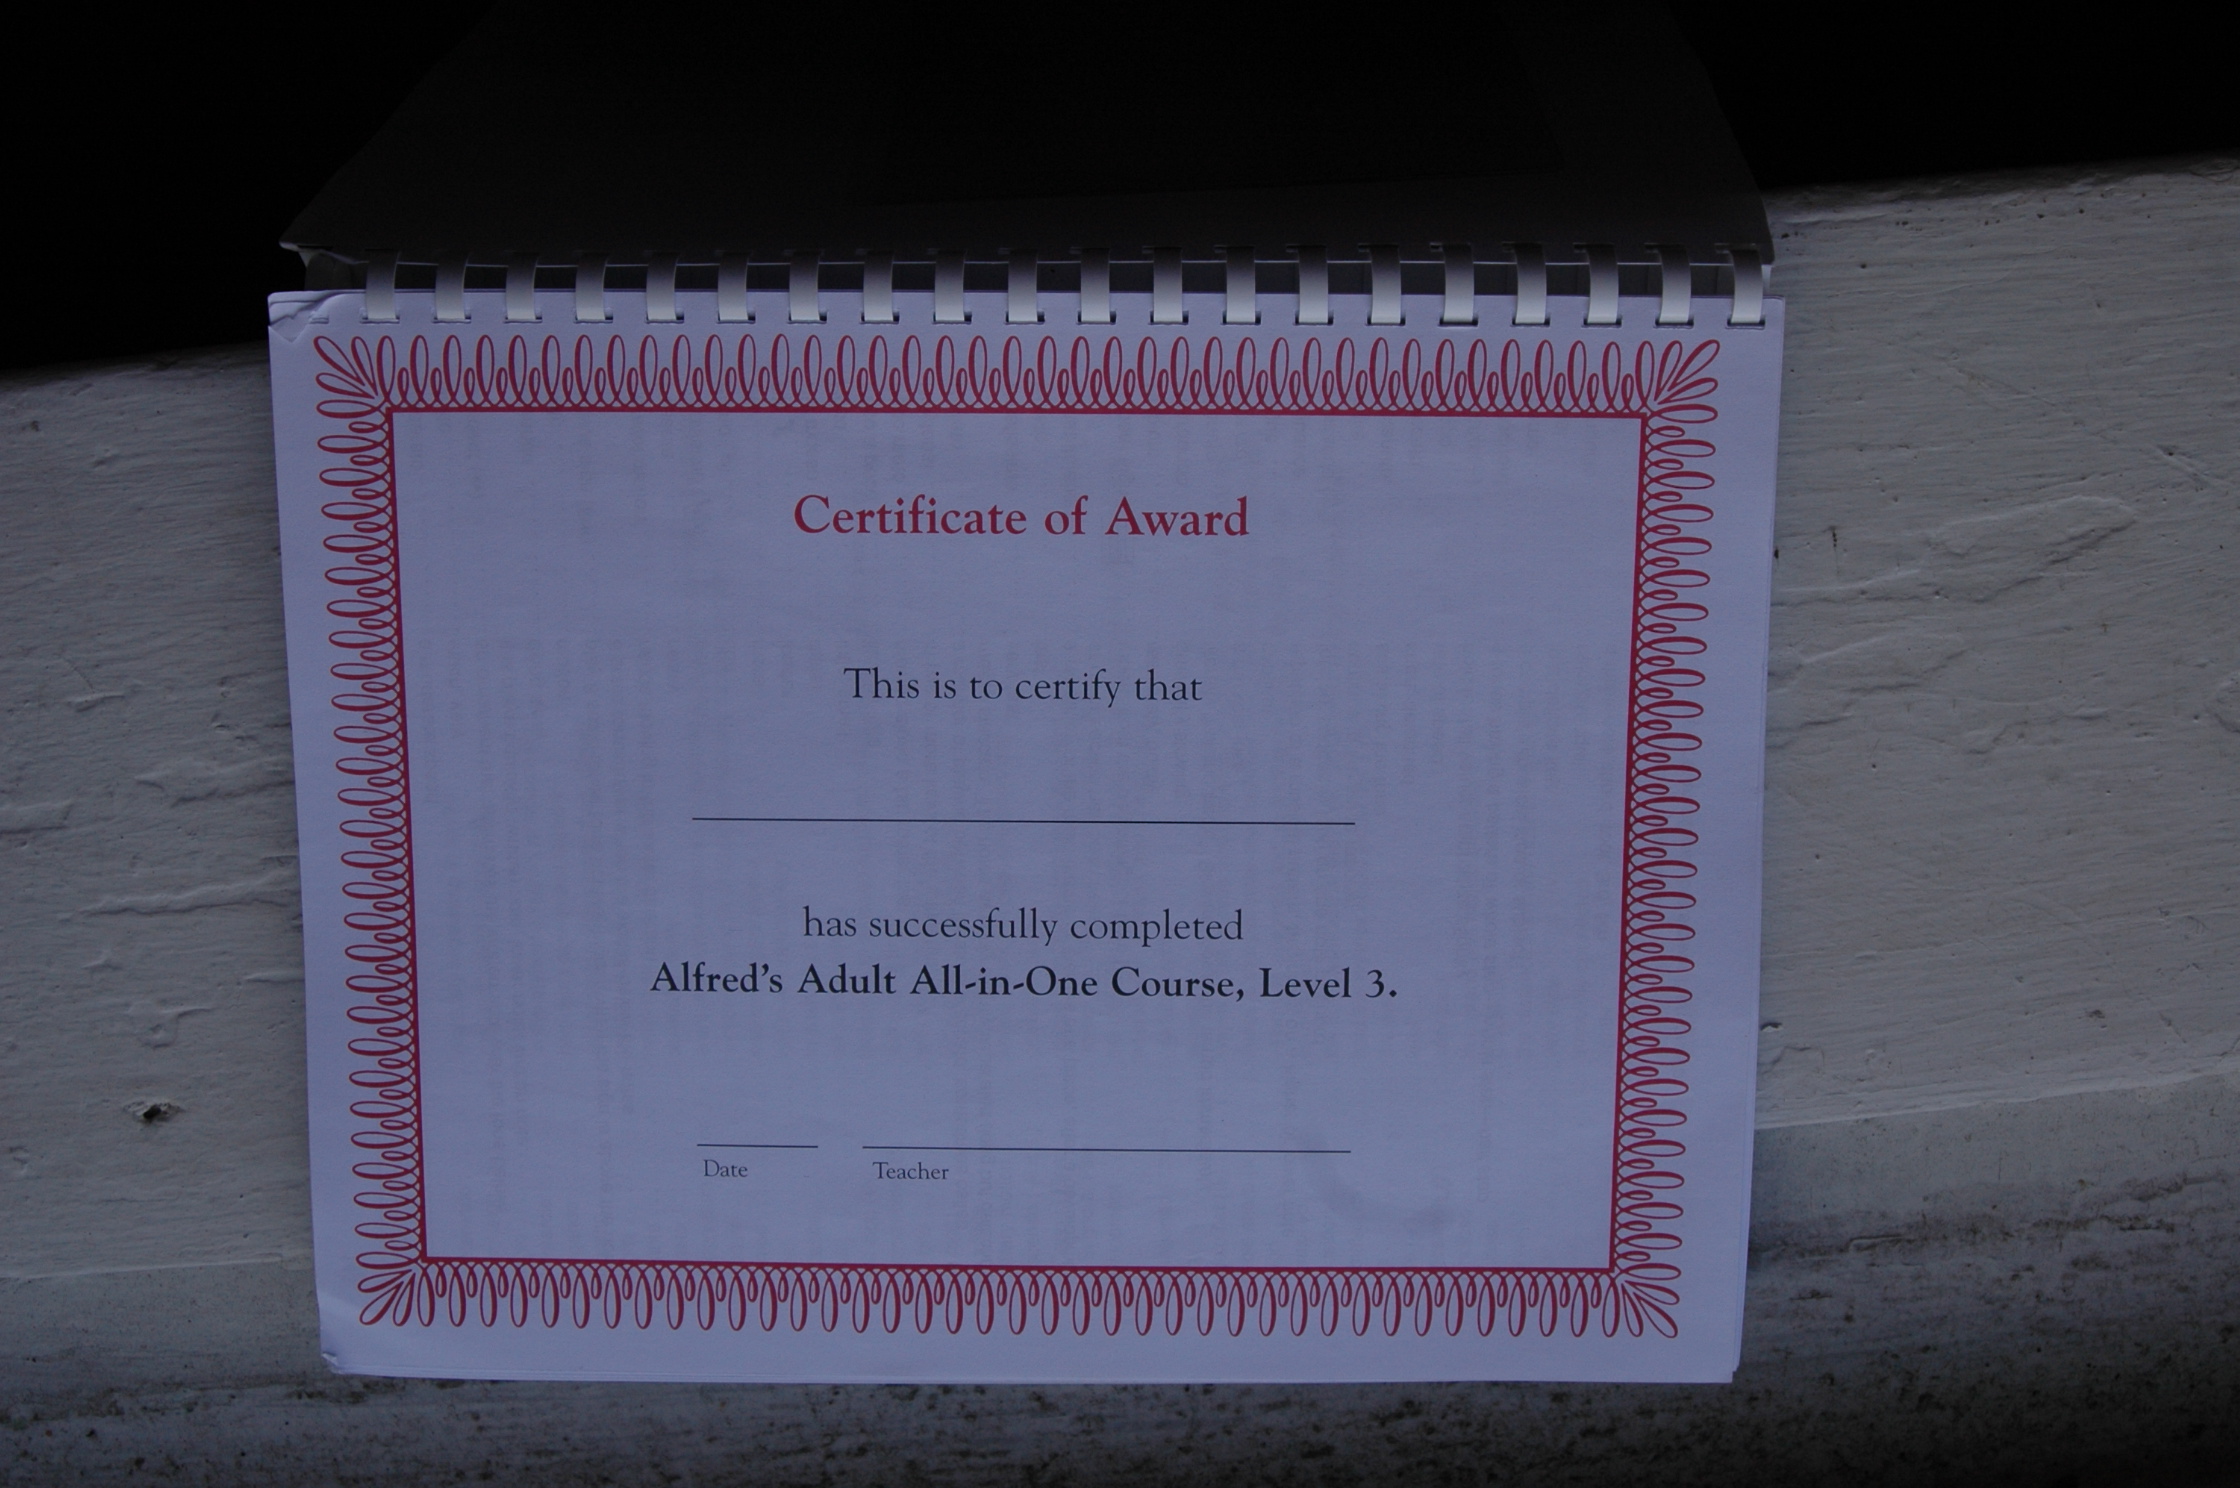 Certificate of Award
This is to certify that
has successfully completed
Alfred's Adult All-in-One Course, Level 3.
Date Teacher